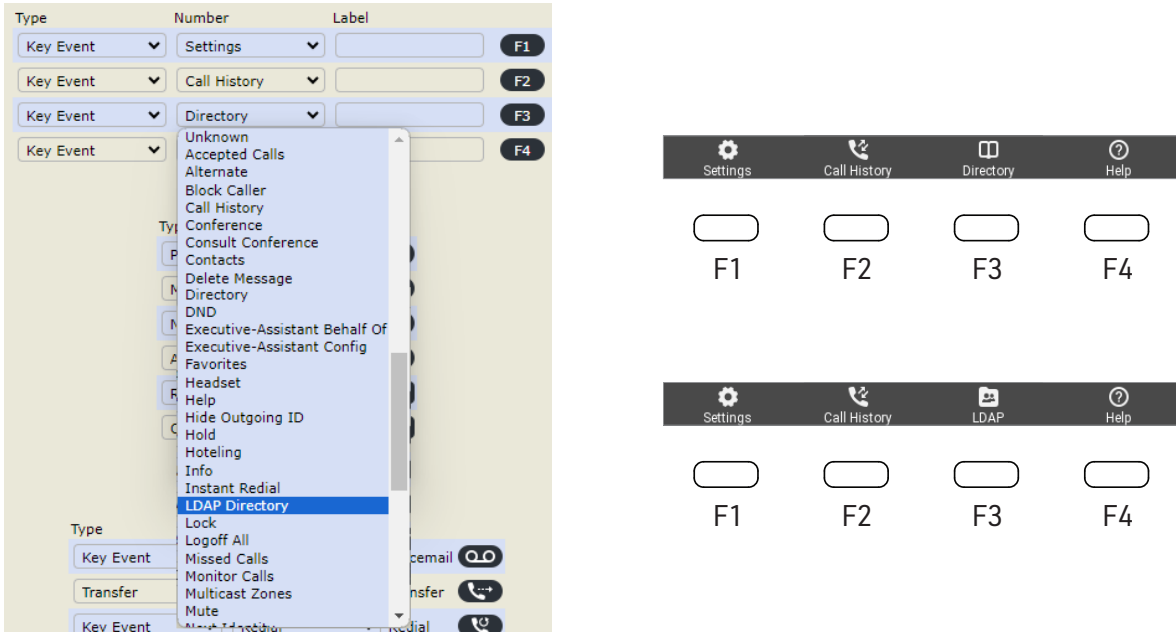 Type Number Label
Key Event Settings F1
Key Event Call History F2
Key Event Directory F3
Key Event F4
Unknown
Accepted Calls
Alternate
Block Caller
Call History
Conference
Consult Conference
Contacts
Delete Message
Directory
DND
Executive-Assistant Behalf Of
Executive-Assistant Config
Favorites
Headset
Help
Hide Outgoing ID
Hold
Hoteling
Info
Instant Redial
LDAP Directory
Lock
Logoff All
Missed Calls
Monitor Calls
Multicast Zones
Mute
Type
Key Event
Transfer
Key Event Redial
Settings Call History Directory Help
F1 F2 F3 F4
Settings Call History LDAP Help
F1 F2 F3 F4